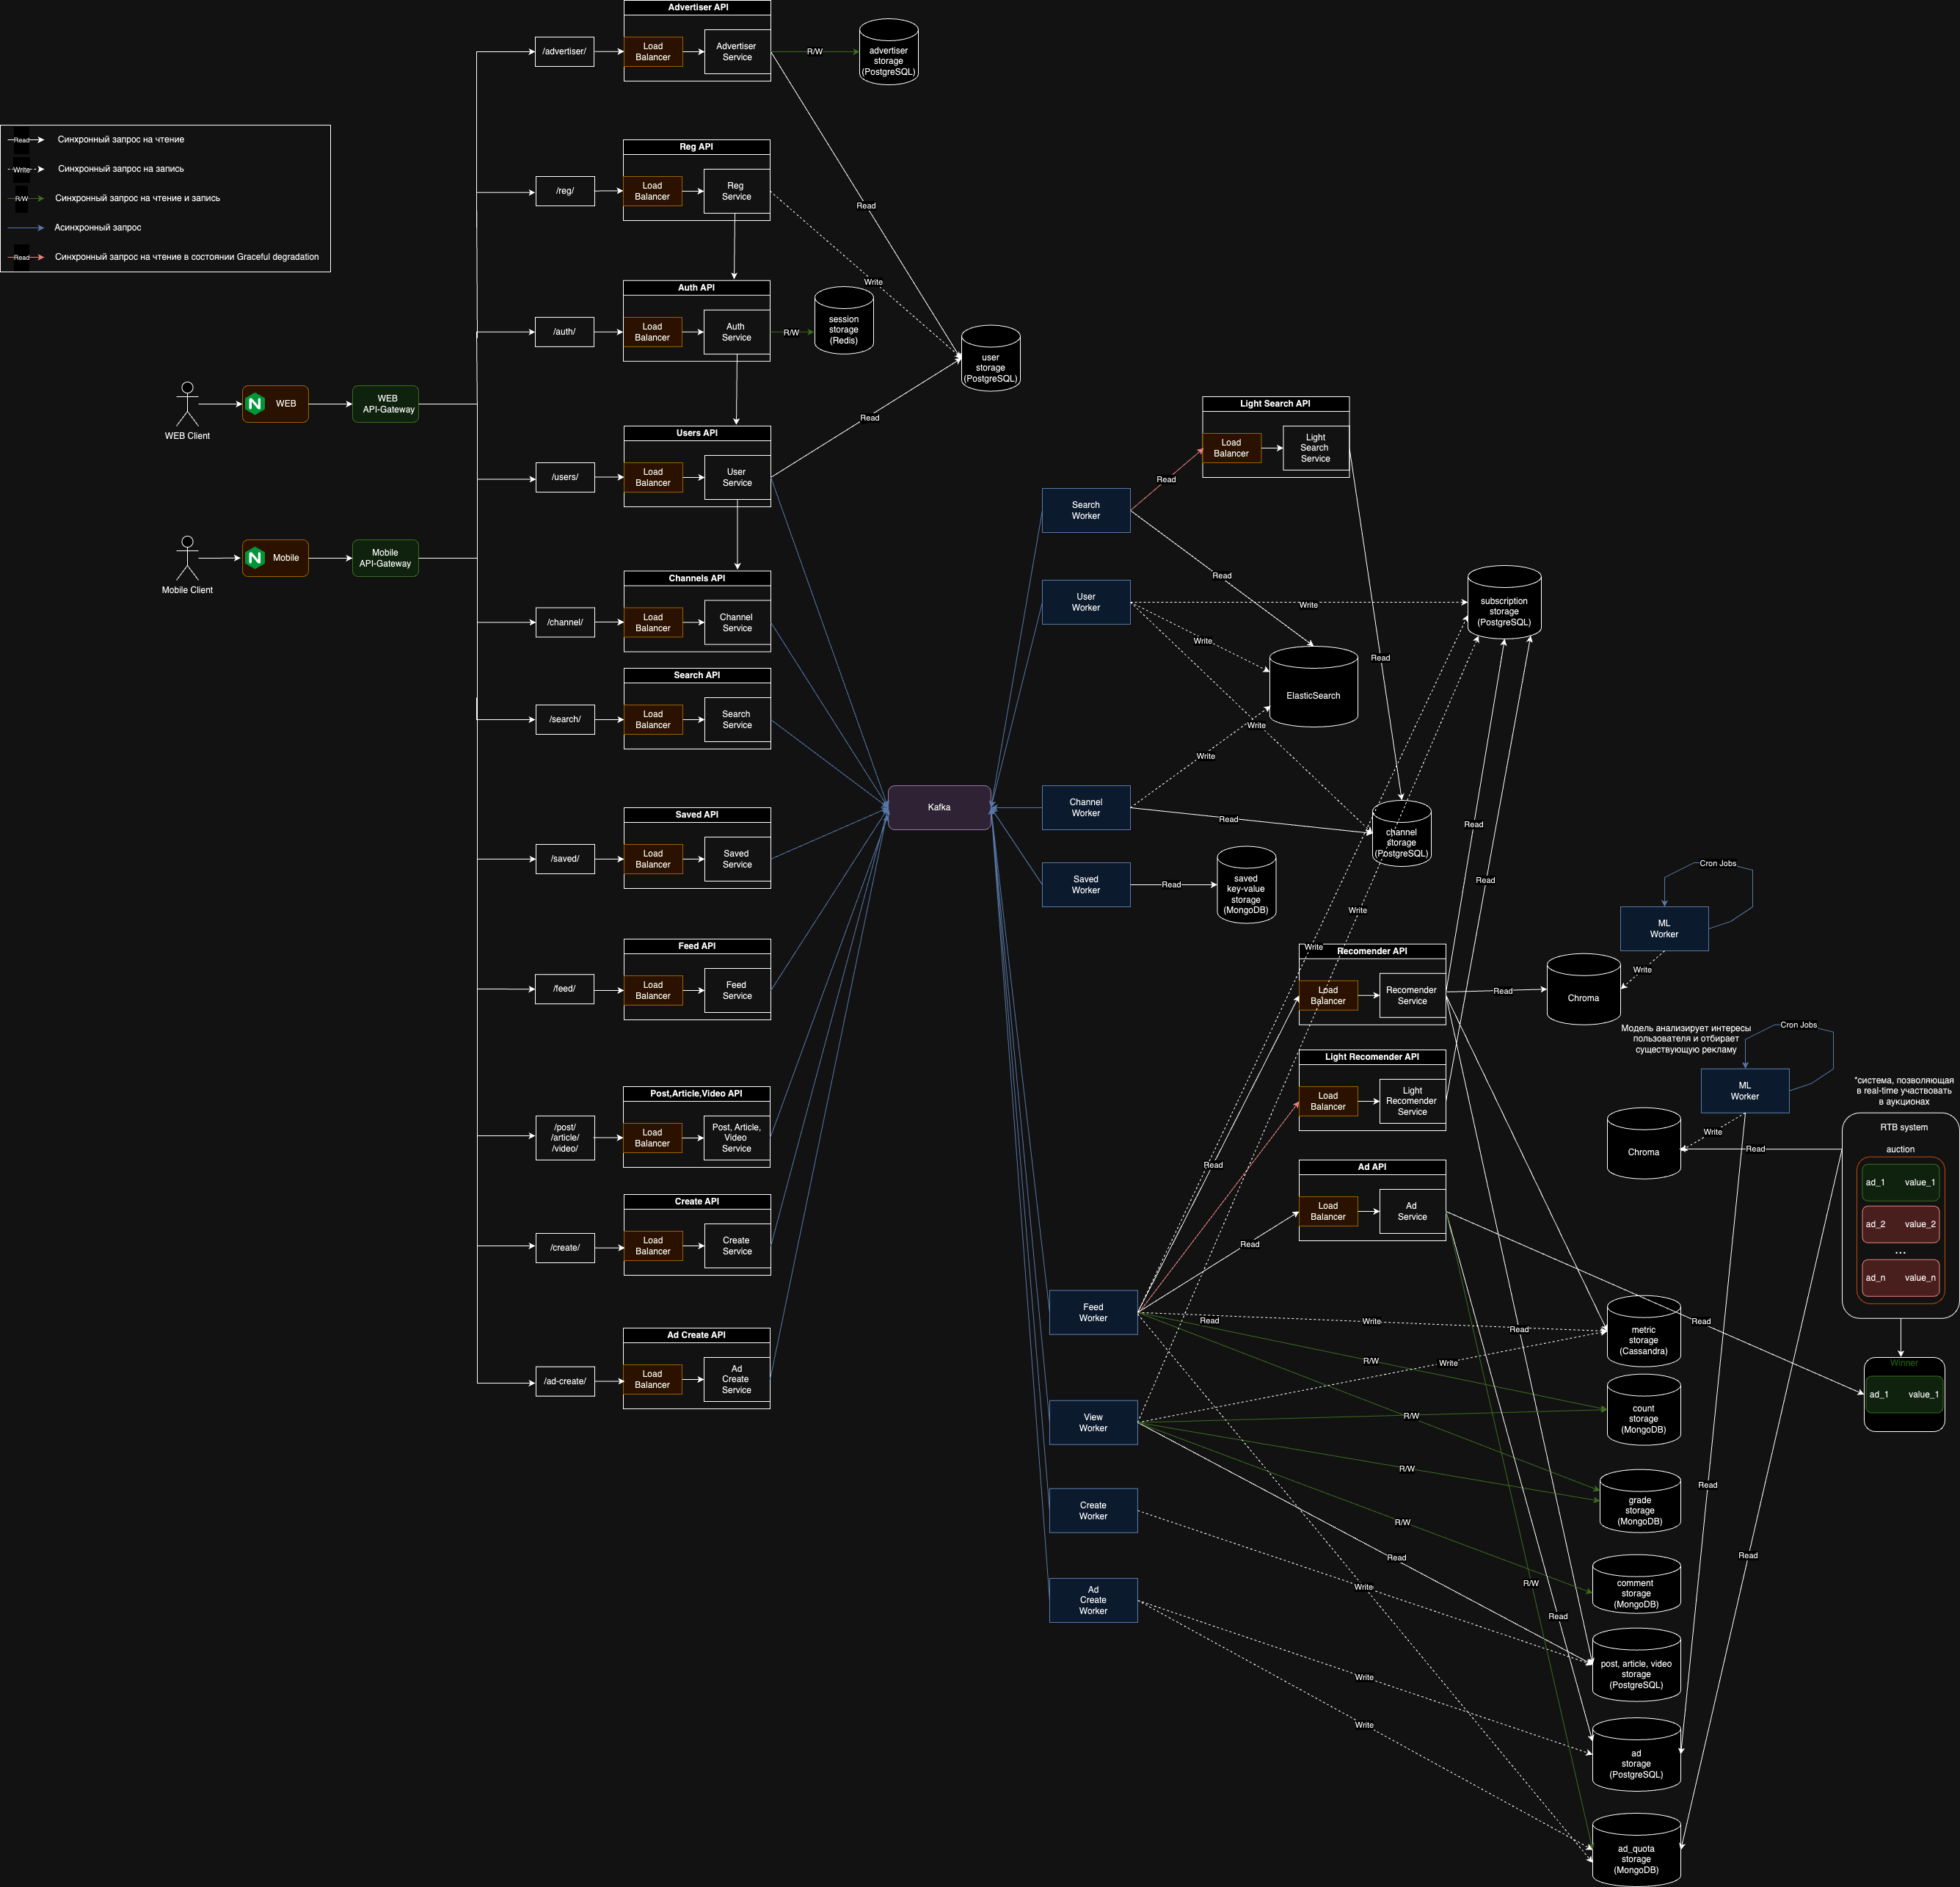 Advertiser API
/advertiser/
Load
Balancer
Advertiser
Service
R/W
advertiser
storage
(PostgreSQL)
Read
Синхронный запрос на чтение
Write
Синхронный запрос на запись
R/W
Синхронный запрос на чтение и запись
Асинхронный запрос
Read
Синхронный запрос на чтение в состоянии Graceful degradation
Reg API
/reg/
Load
Balancer
Reg
Service
Read
Write
Auth API
/auth/
Load
Balancer
Auth
Service
R/W
session
storage
(Redis)
user
storage
(PostgreSQL)
WEB Client
WEB
WEB
API-Gateway
Users API
/users/
Load
Balancer
User
Service
Read
Mobile Client
Mobile
Mobile
API-Gateway
Channels API
/channel/
Load
Balancer
Channel
Service
Search API
/search/
Load
Balancer
Search
Service
Saved API
/saved/
Load
Balancer
Saved
Service
Feed API
/feed/
Load
Balancer
Feed
Service
Post,Article,Video API
/post/
/article/
/video/
Load
Balancer
Post, Article,
Video
Service
Create API
/create/
Load
Balancer
Create
Service
Ad Create API
/ad-create/
Load
Balancer
Ad
Create
Service
Kafka
Light Search API
Load
Balancer
Light
Search
Service
Read
Search
Worker
Read
User
Worker
Write
Write
subscription
storage
(PostgreSQL)
Read
ElasticSearch
Write
Write
Channel
Worker
Read
channel
storage
(PostgreSQL)
Read
Saved
Worker
Read
saved
key-value
storage
(MongoDB)
Read
Write
Write
Recomender API
Load
Balancer
Recomender
Service
Read
Chroma
Cron Jobs
ML
Worker
Write
Light Recomender API
Load
Balancer
Light
Recomender
Service
Модель анализирует интересы
пользователя и отбирает
существующую рекламу
Cron Jobs
ML
Worker
Write
Chroma
Read
*система, позволяющая
в real-time участвовать
в аукционах
RTB system
auction
ad_1 value_1
ad_2 value_2
...
ad_n value_n
Winner
ad_1 value_1
Ad API
Load
Balancer
Ad
Service
Read
Read
Feed
Worker
Read
Write
Read
Read
metric
storage
(Cassandra)
R/W
Write
View
Worker
R/W
count
storage
(MongoDB)
R/W
Read
Create
Worker
grade
storage
(MongoDB)
R/W
Read
Read
Write
R/W
Ad
Create
Worker
comment
storage
(MongoDB)
Read
Write
post, article, video
storage
(PostgreSQL)
Write
ad
storage
(PostgreSQL)
ad_quota
storage
(MongoDB)